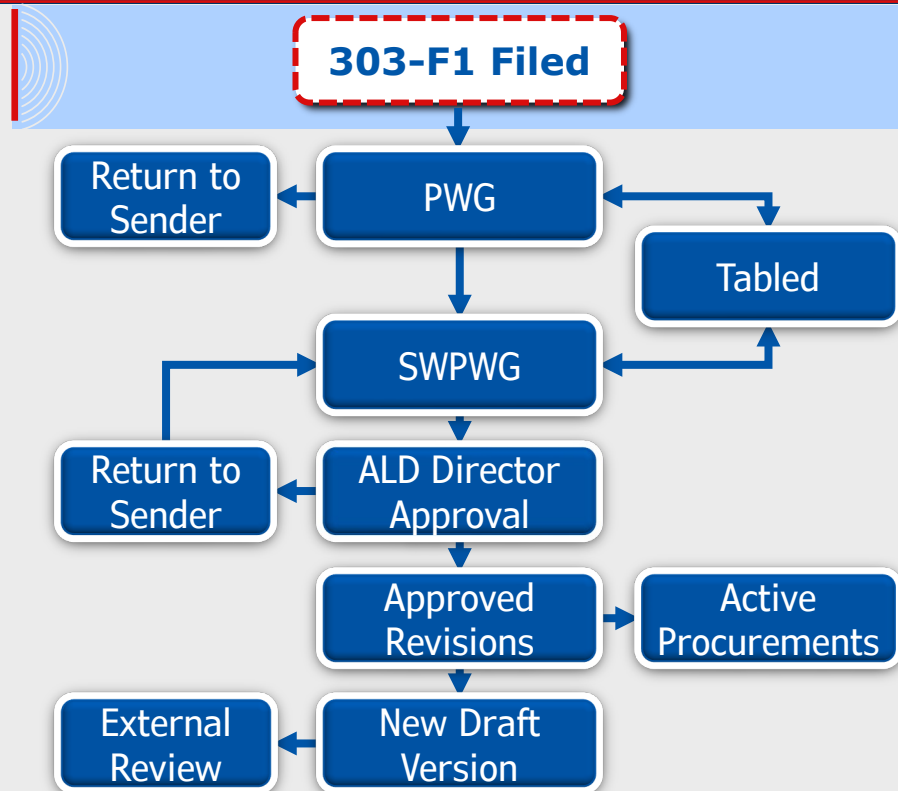 303-F1 Filed
Return to
Sender
PWG
Tabled
SWPWG
Return to
Sender
ALD Director
Approval
Approved
Revisions
Active
Procurements
External
Review
New Draft
Version